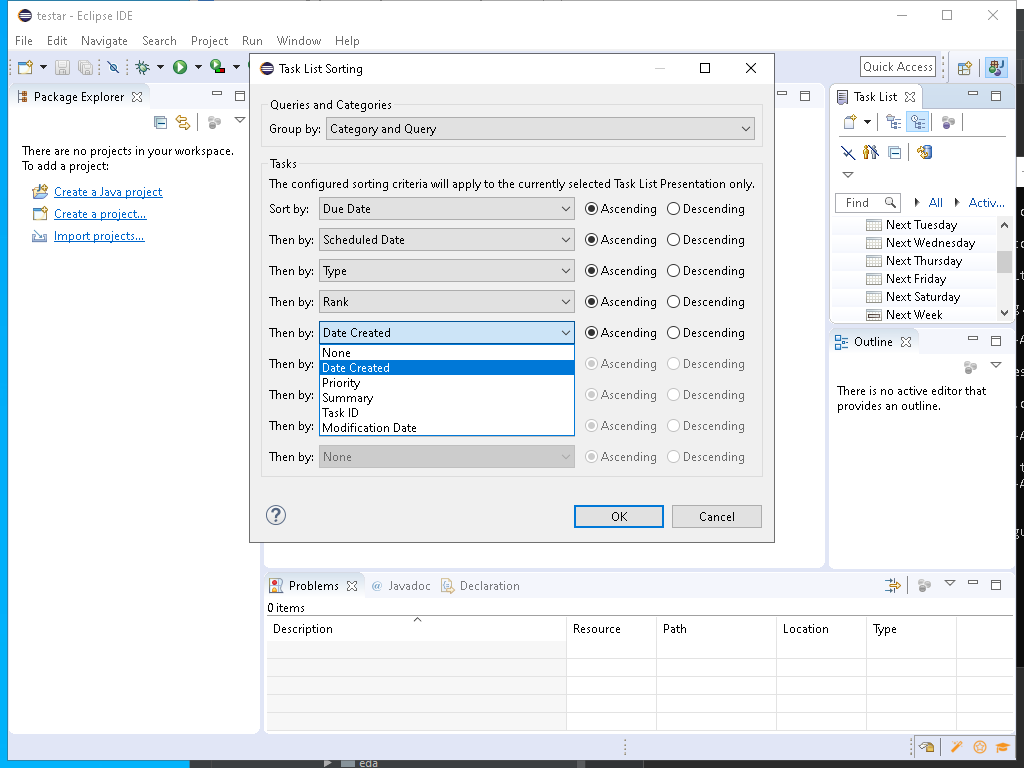 testar - Eclipse IDE
File Edit Navigate Search Project Run Window Help
Quick Access
Package Explorer
There are no projects in your workspace.
To add a project:
Create a Java project
Create a project...
Import projects...
Task List Sorting
Queries and Categories
Group by: Category and Query
Tasks
The configured sorting criteria will apply to the currently selected Task List Presentation only.
Sort by: Due Date Ascending Descending
Then by: Scheduled Date Ascending Descending
Then by: Type Ascending Descending
Then by: Rank Ascending Descending
Then by: Date Created Ascending Descending
None
Date Created
Then by: Ascending Descending
Priority
Summary
Then by: Ascending Descending
Task ID
Modification Date
Then by: Ascending Descending
Then by: None Ascending Descending
? OK Cancel
Task List
Find All Activ...
Next Tuesday
Next Wednesday
Next Thursday
Next Friday
Next Saturday
Next Week
Outline
There is no active editor that
provides an outline.
Problems @ Javadoc Declaration
0 items
Description Resource Path Location Type
eda